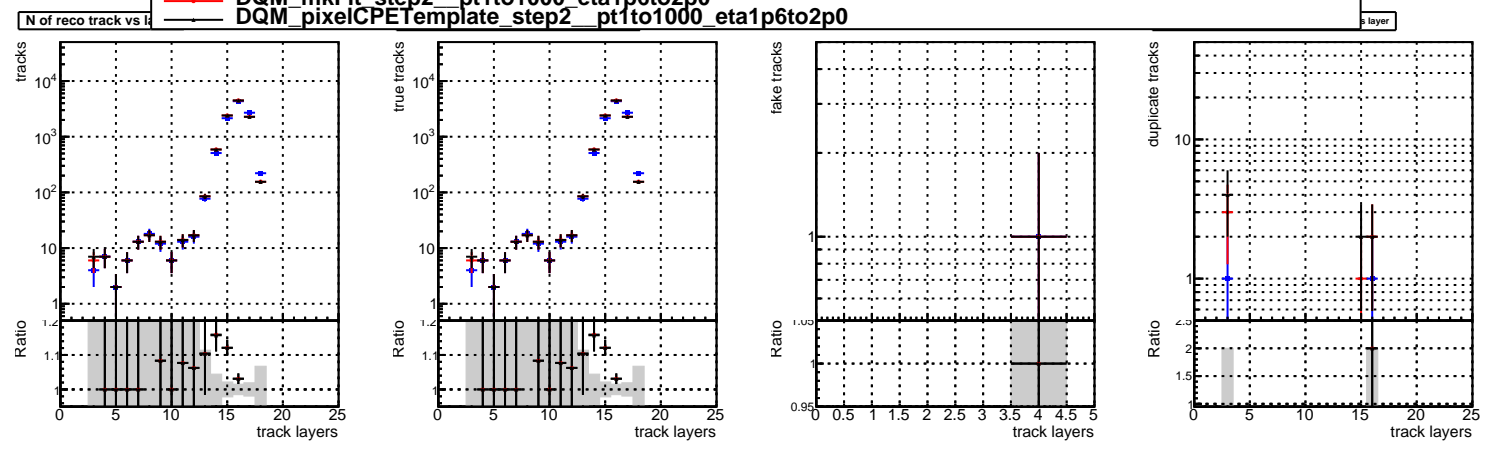 DQM_mkFit_step2__pt1to1000_eta1p6to2p0
DQM_pixelCPETemplate_step2__pt1to1000_eta1p6to2p0
N of reco track vs la
s layer
tracks
10⁴
10³
10²
10
1
Ratio
1.2
1.1
1
0 5 10 15 20 25
track layers
true tracks
10⁴
10³
10²
10
1
Ratio
1.2
1.1
1
0 5 10 15 20 25
track layers
fake tracks
1
Ratio
1.05
1
0.95
0 0.5 1 1.5 2 2.5 3 3.5 4 4.5 5
track layers
duplicate tracks
10
1
Ratio
2.5
2
1.5
1
0 5 10 15 20 25
track layers